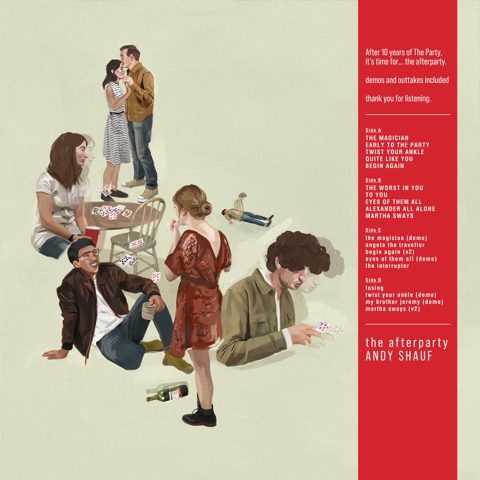 After 10 years of The Party,
it's time for... the afterparty.
demos and outtakes included
thank you for listening.
Side.A
THE MAGICIAN
EARLY TO THE PARTY
TWIST YOUR ANKLE
QUITE LIKE YOU
BEGIN AGAIN
Side.B
THE WORST IN YOU
TO YOU
EYES OF THEM ALL
ALEXANDER ALL ALONE
MARTHA SWAYS
Side.C
the magician (demo)
angela the traveller
begin again (v2)
eyes of them all (demo)
the interrupter
Side.D
losing
twist your ankle (demo)
my brother jeromy (demo)
martha sways (v2)
the afterparty
ANDY SHAUF